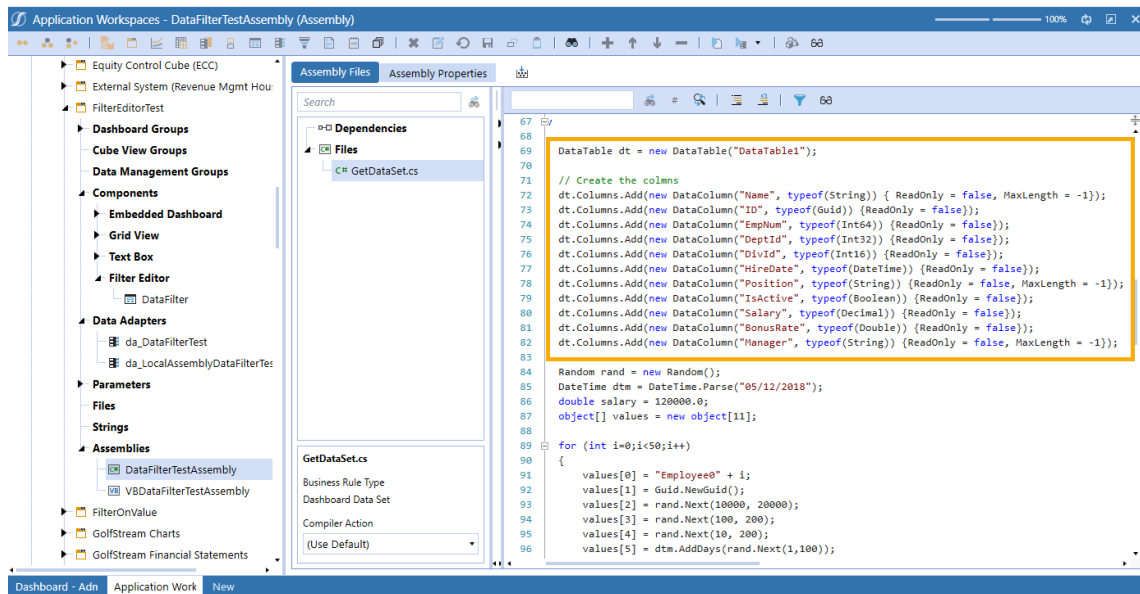 Application Workspaces - DataFilterTestAssembly (Assembly)
100%
Equity Control Cube (ECC)
External System (Revenue Mgmt Hou
FilterEditorTest
Dashboard Groups
Cube View Groups
Data Management Groups
Components
Embedded Dashboard
Grid View
Text Box
Filter Editor
DataFilter
Data Adapters
da_DataFilterTest
da_LocalAssemblyDataFilterTes
Parameters
Files
Strings
Assemblies
DataFilterTestAssembly
VB VBDataFilterTestAssembly
FilterOnValue
GolfStream Charts
GolfStream Financial Statements
Assembly Files
Assembly Properties
Search
Dependencies
Files
C# GetDataSet.cs
GetDataSet.cs
Business Rule Type
Dashboard Data Set
Compiler Action
(Use Default)
67 /
68
69 DataTable dt = new DataTable("DataTable1");
70
71 // Create the colmns
72 dt.Columns.Add(new DataColumn("Name", typeof(String)) { ReadOnly = false, MaxLength = -1});
73 dt.Columns.Add(new DataColumn("ID", typeof(Guid)) {ReadOnly = false});
74 dt.Columns.Add(new DataColumn("EmpNum", typeof(Int64)) {ReadOnly = false});
75 dt.Columns.Add(new DataColumn("DeptId", typeof(Int32)) {ReadOnly = false});
76 dt.Columns.Add(new DataColumn("DivId", typeof(Int16)) {ReadOnly = false});
77 dt.Columns.Add(new DataColumn("HireDate", typeof(DateTime)) {ReadOnly = false});
78 dt.Columns.Add(new DataColumn("Position", typeof(String)) {ReadOnly = false, MaxLength = -1});
79 dt.Columns.Add(new DataColumn("IsActive", typeof(Boolean)) {ReadOnly = false});
80 dt.Columns.Add(new DataColumn("Salary", typeof(Decimal)) {ReadOnly = false});
81 dt.Columns.Add(new DataColumn("BonusRate", typeof(Double)) {ReadOnly = false});
82 dt.Columns.Add(new DataColumn("Manager", typeof(String)) {ReadOnly = false, MaxLength = -1});
83
84 Random rand = new Random();
85 DateTime dtm = DateTime.Parse("05/12/2018");
86 double salary = 120000.0;
87 object[] values = new object[11];
88
89 for (int i=0;i<50;i++)
90 {
91 values[0] = "Employee0" + i;
92 values[1] = Guid.NewGuid();
93 values[2] = rand.Next(10000, 20000);
94 values[3] = rand.Next(100, 200);
95 values[4] = rand.Next(10, 200);
96 values[5] = dtm.AddDays(rand.Next(1,100));
Dashboard - Adn
Application Work
New